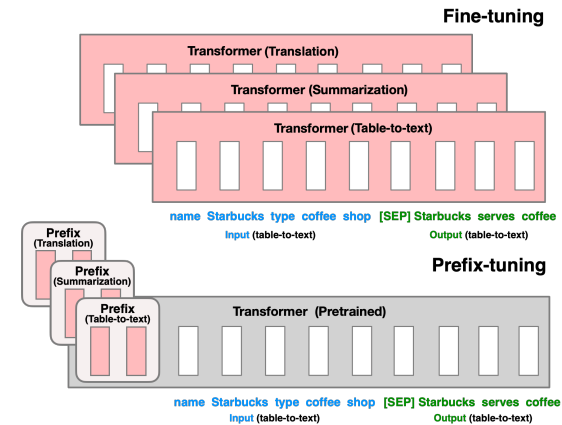 Fine-tuning
Transformer (Translation)
Transformer (Summarization)
Transformer (Table-to-text)
name Starbucks type coffee shop [SEP] Starbucks serves coffee
Input (table-to-text) Output (table-to-text)
Prefix-tuning
Prefix
(Translation)
Prefix
(Summarization)
Prefix
(Table-to-text)
Transformer (Pretrained)
name Starbucks type coffee shop [SEP] Starbucks serves coffee
Input (table-to-text) Output (table-to-text)